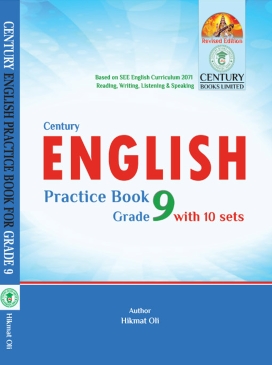 CENTURY ENGLISH PRACTICE BOOK FOR GRADE 9
Hikmat Oli
Revised Edition
CENTURY
BOOKS LIMITED
Based on SEE English Curriculum 2071
Reading, Writing, Listening & Speaking
Century
ENGLISH
Practice Book
Grade 9 with 10 sets
Author
Hikmat Oli